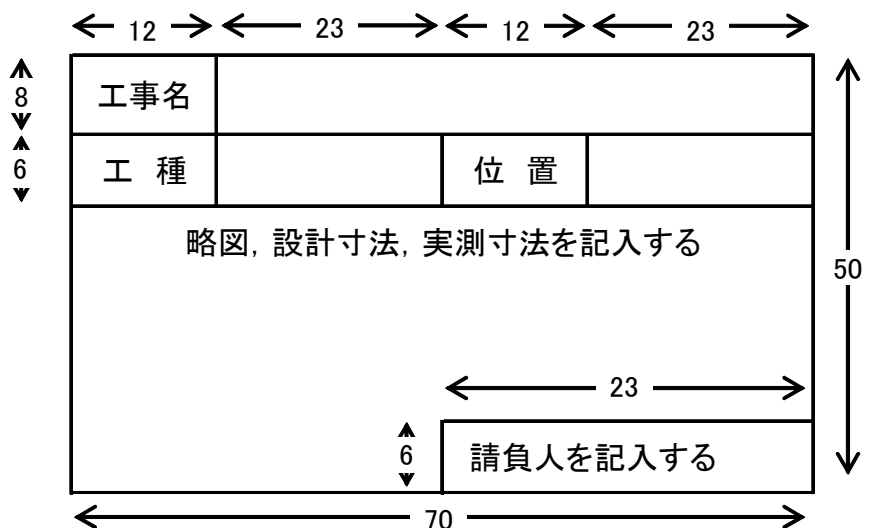 12 23 12 23
8 工事名
6 工 種 位 置
略図, 設計寸法, 実測寸法を記入する
50
23
6 請負人を記入する
70